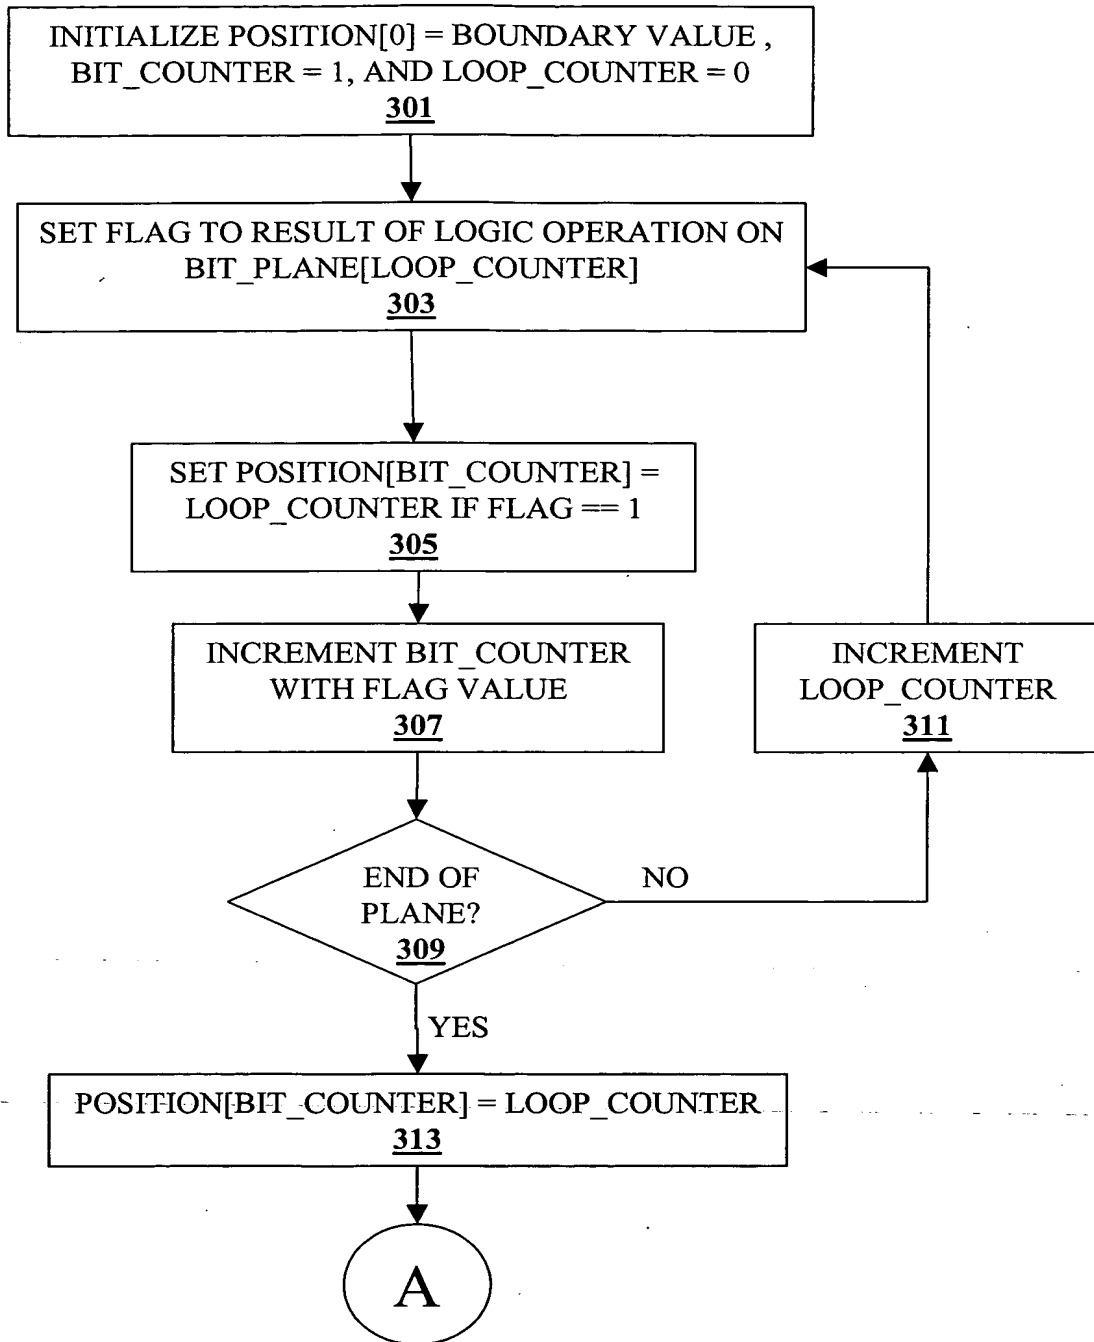 INITIALIZE POSITION[0] = BOUNDARY VALUE ,
BIT_COUNTER = 1, AND LOOP_COUNTER = 0
301
SET FLAG TO RESULT OF LOGIC OPERATION ON
BIT_PLANE[LOOP_COUNTER]
303
SET POSITION[BIT_COUNTER] =
LOOP_COUNTER IF FLAG == 1
305
INCREMENT BIT_COUNTER
WITH FLAG VALUE
307
INCREMENT
LOOP_COUNTER
311
END OF
PLANE?
309
NO
YES
POSITION[BIT_COUNTER] = LOOP_COUNTER
313
A